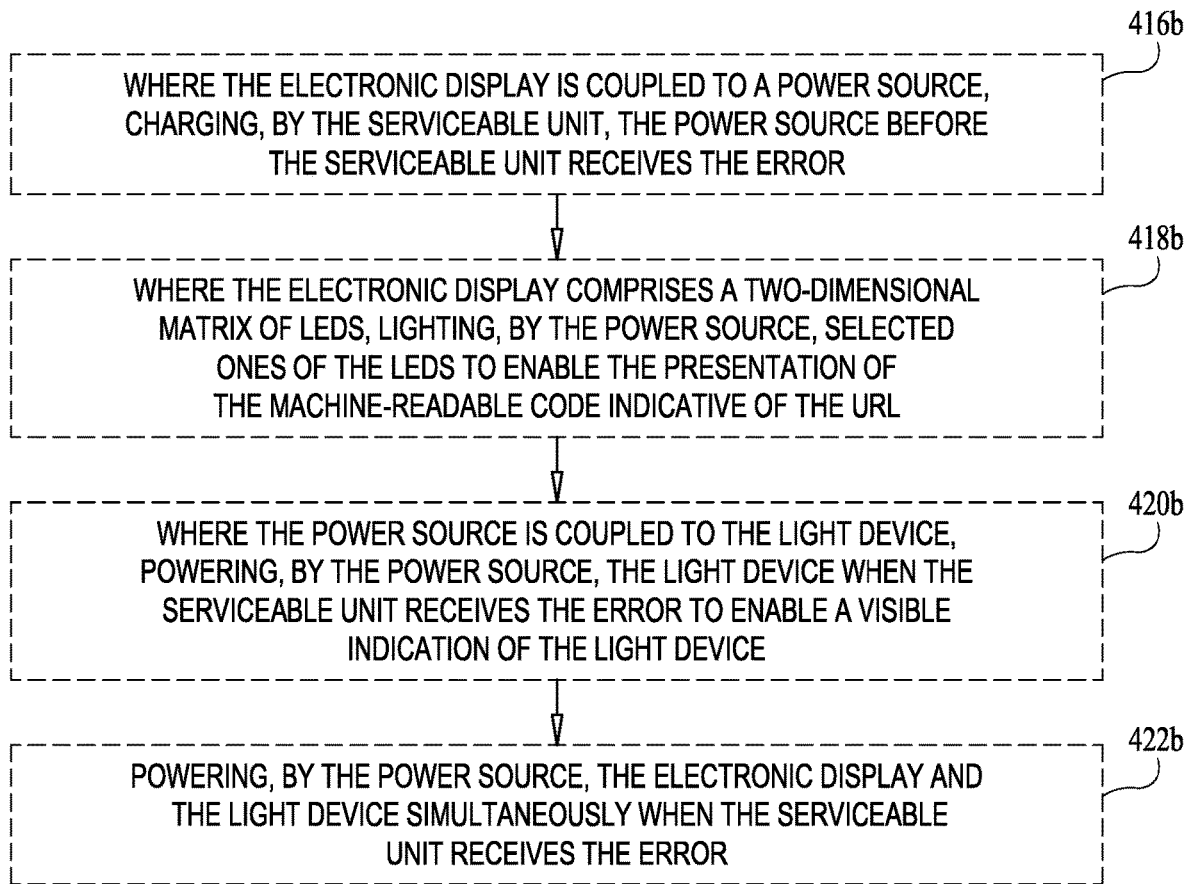 416b
WHERE THE ELECTRONIC DISPLAY IS COUPLED TO A POWER SOURCE,
CHARGING, BY THE SERVICEABLE UNIT, THE POWER SOURCE BEFORE
THE SERVICEABLE UNIT RECEIVES THE ERROR
418b
WHERE THE ELECTRONIC DISPLAY COMPRISES A TWO-DIMENSIONAL
MATRIX OF LEDS, LIGHTING, BY THE POWER SOURCE, SELECTED
ONES OF THE LEDS TO ENABLE THE PRESENTATION OF
THE MACHINE-READABLE CODE INDICATIVE OF THE URL
420b
WHERE THE POWER SOURCE IS COUPLED TO THE LIGHT DEVICE,
POWERING, BY THE POWER SOURCE, THE LIGHT DEVICE WHEN THE
SERVICEABLE UNIT RECEIVES THE ERROR TO ENABLE A VISIBLE
INDICATION OF THE LIGHT DEVICE
422b
POWERING, BY THE POWER SOURCE, THE ELECTRONIC DISPLAY AND
THE LIGHT DEVICE SIMULTANEOUSLY WHEN THE SERVICEABLE
UNIT RECEIVES THE ERROR